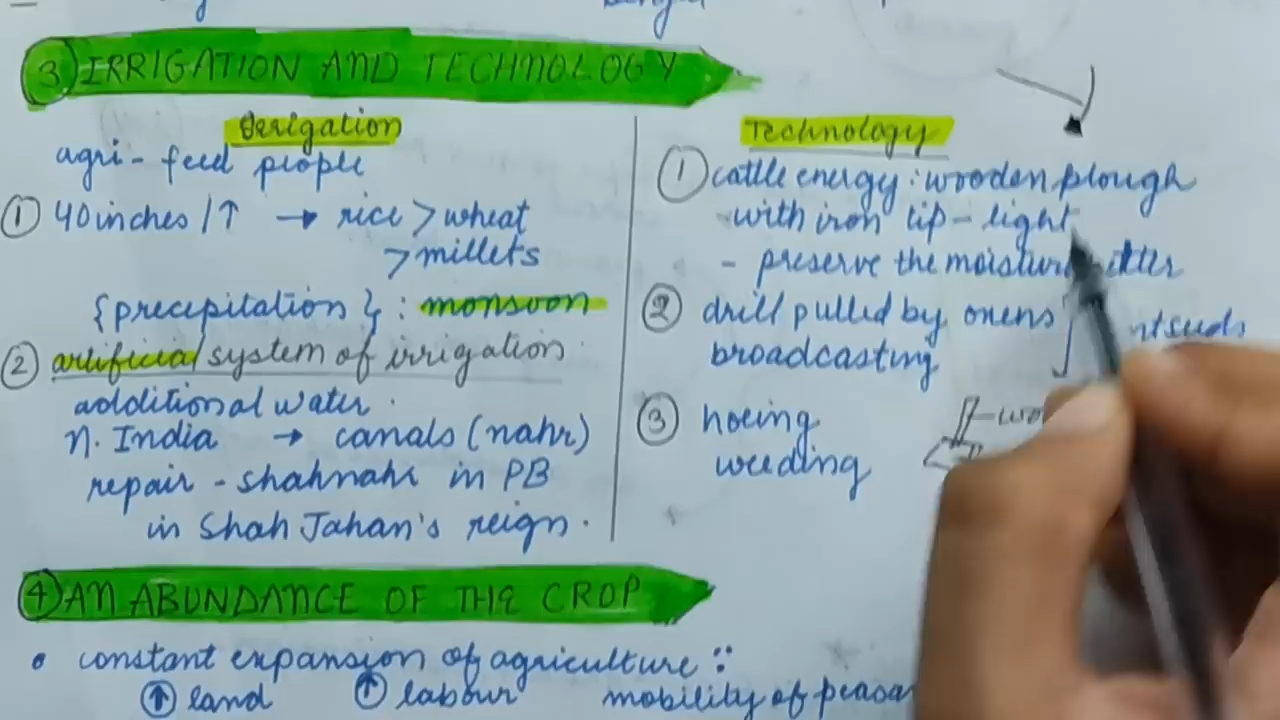 ③ IRRIGATION AND TECHNOLOGY
Irrigation
agri - feed people
① 40 inches / ↑ → rice > wheat
> millets
{precipitation} : monsoon
② artificial system of irrigation
additional water.
N. India → canals (nahr)
repair - shahnahr in PB
in Shah Jahan's reign.
Technology
① cattle energy : wooden plough
with iron tip - light
- preserve the moisture
② drill pulled by oxens
broadcasting
③ hoeing
weeding
④ AN ABUNDANCE OF THE CROP
• constant expansion of agriculture ::
↑ land ↑ labour mobility of